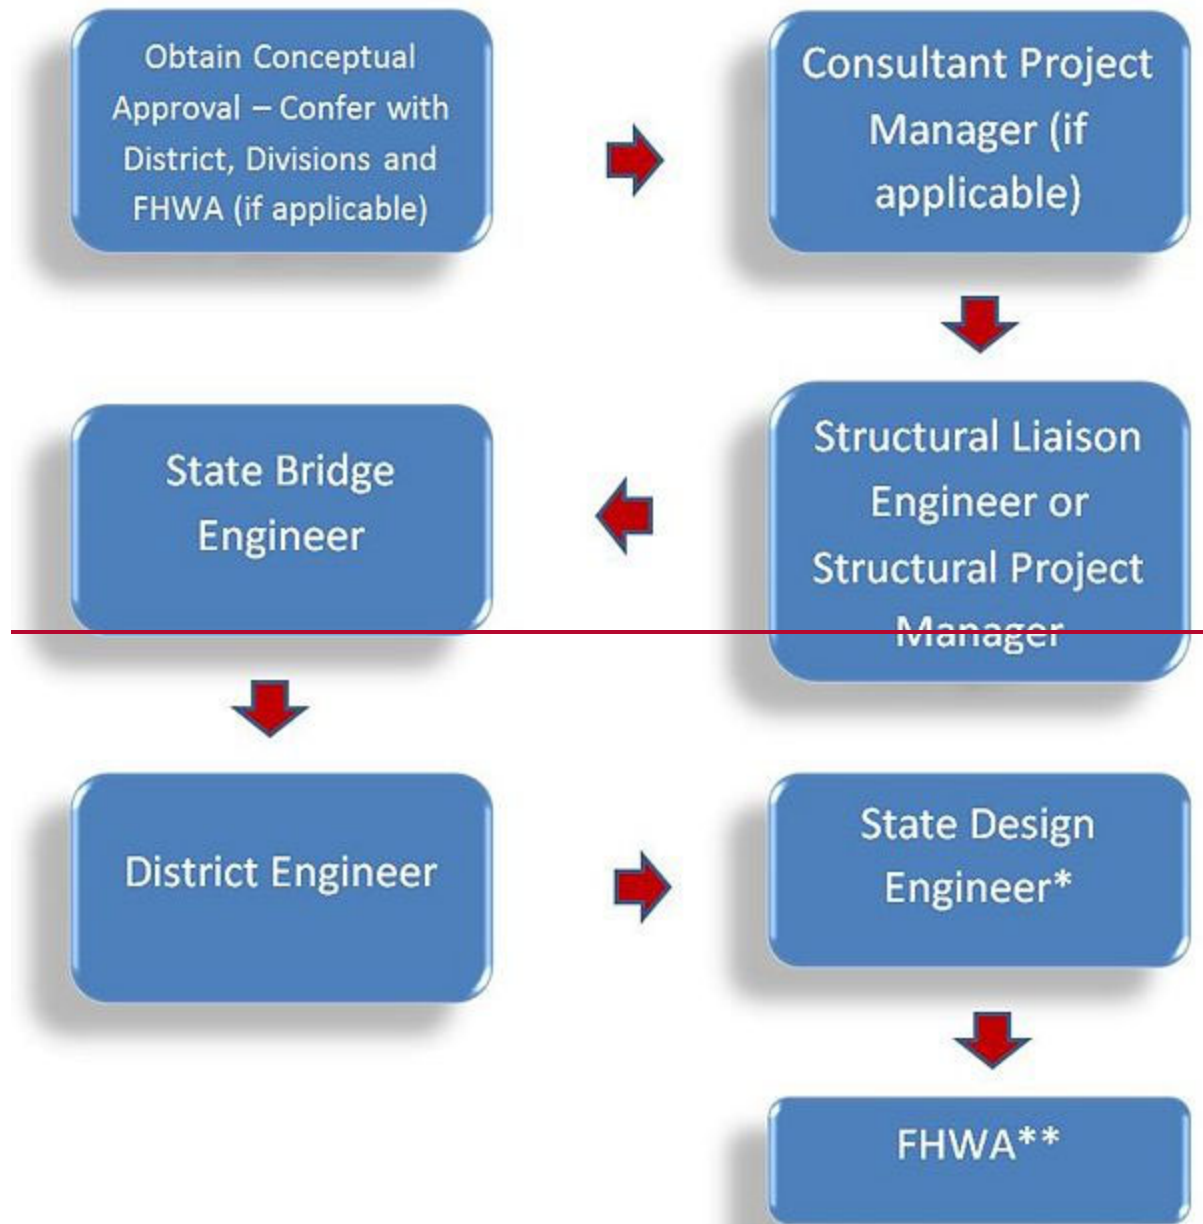 Obtain Conceptual
Approval – Confer with
District, Divisions and
FHWA (if applicable)
Consultant Project
Manager (if
applicable)
Structural Liaison
Engineer or
Structural Project
Manager
State Bridge
Engineer
District Engineer
State Design
Engineer*
FHWA**